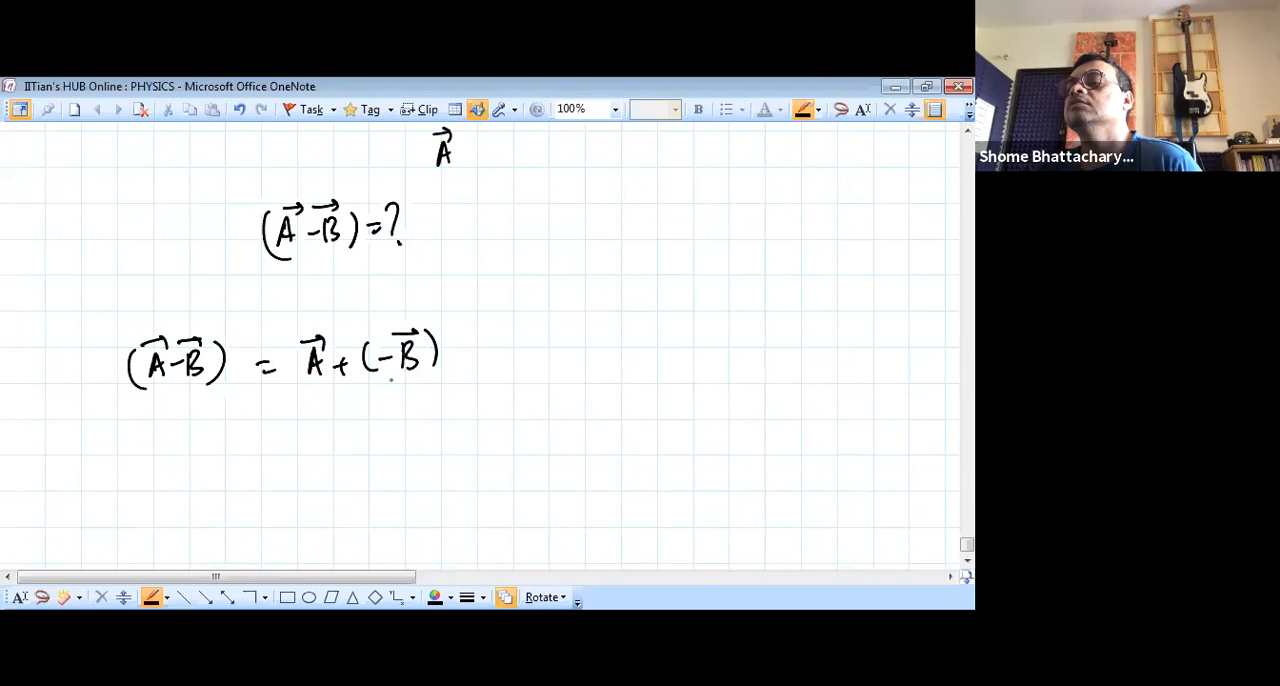 IITian's HUB Online : PHYSICS - Microsoft Office OneNote
Task Tag Clip 100% B A
A⃗
(A⃗ - B⃗) = ?
(A⃗ - B⃗) = A⃗ + (-B⃗)
Rotate
Shome Bhattachary...